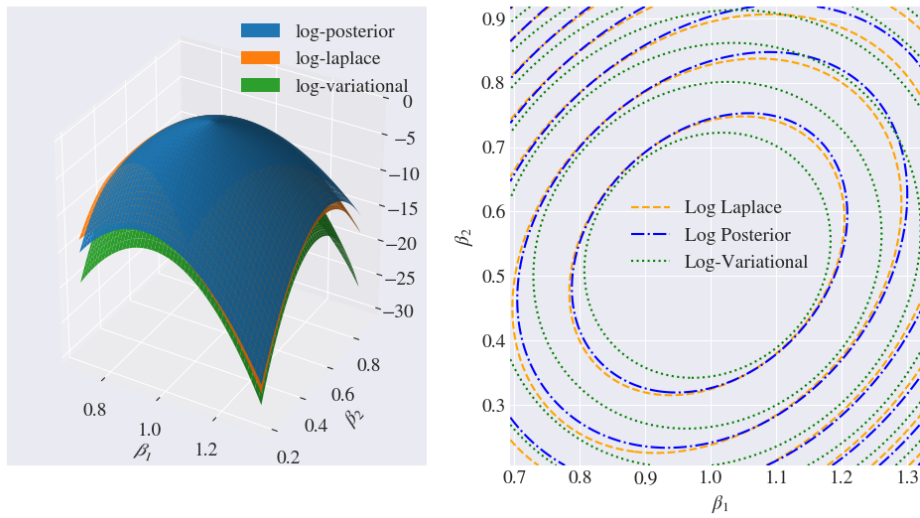 log-posterior
log-laplace
log-variational
0
−5
−10
−15
−20
−25
−30
0.8
1.0
1.2
β1
0.2
0.4
0.6
0.8
β2
0.9
0.8
0.7
0.6
0.5
0.4
0.3
β2
Log Laplace
Log Posterior
Log-Variational
0.7 0.8 0.9 1.0 1.1 1.2 1.3
β1